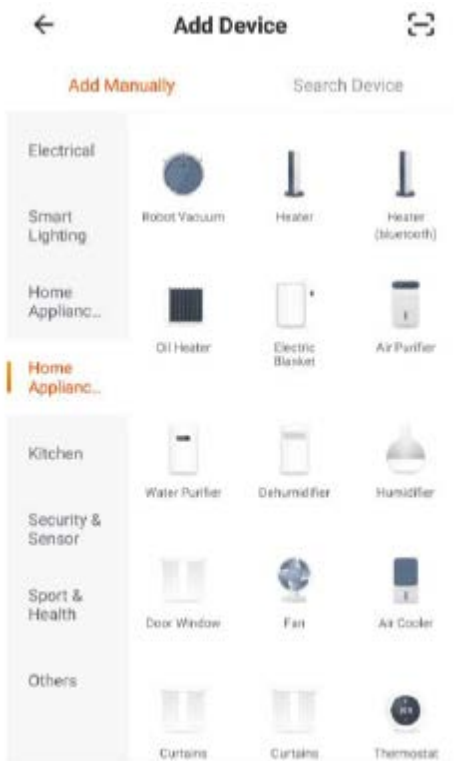 Add Device
Add Manually
Search Device
Electrical
Smart
Lighting
Home
Applianc...
Home
Applianc...
Kitchen
Security &
Sensor
Sport &
Health
Others
Robot Vacuum
Heater
Heater
(bluetooth)
Oil Heater
Electric
Blanket
Air Purifier
Water Purifier
Dehumidifier
Humidifier
Door Window
Fan
Air Cooler
Curtains
Curtains
Thermostat